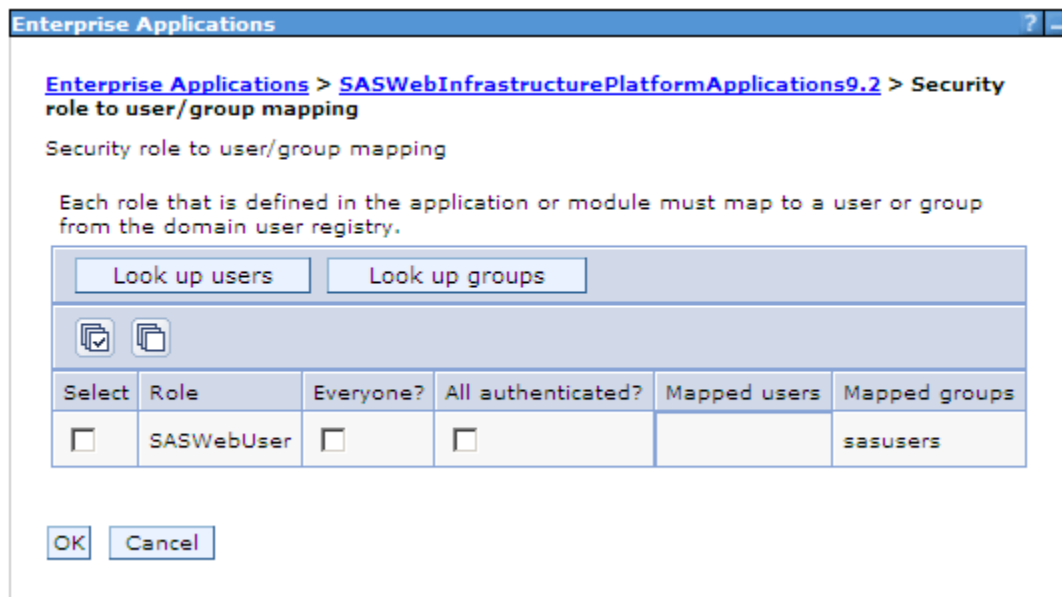 Enterprise Applications ? –
Enterprise Applications > SASWebInfrastructurePlatformApplications9.2 > Security
role to user/group mapping
Security role to user/group mapping
Each role that is defined in the application or module must map to a user or group
from the domain user registry.
Look up users Look up groups
Select Role Everyone? All authenticated? Mapped users Mapped groups
SASWebUser sasusers
OK Cancel